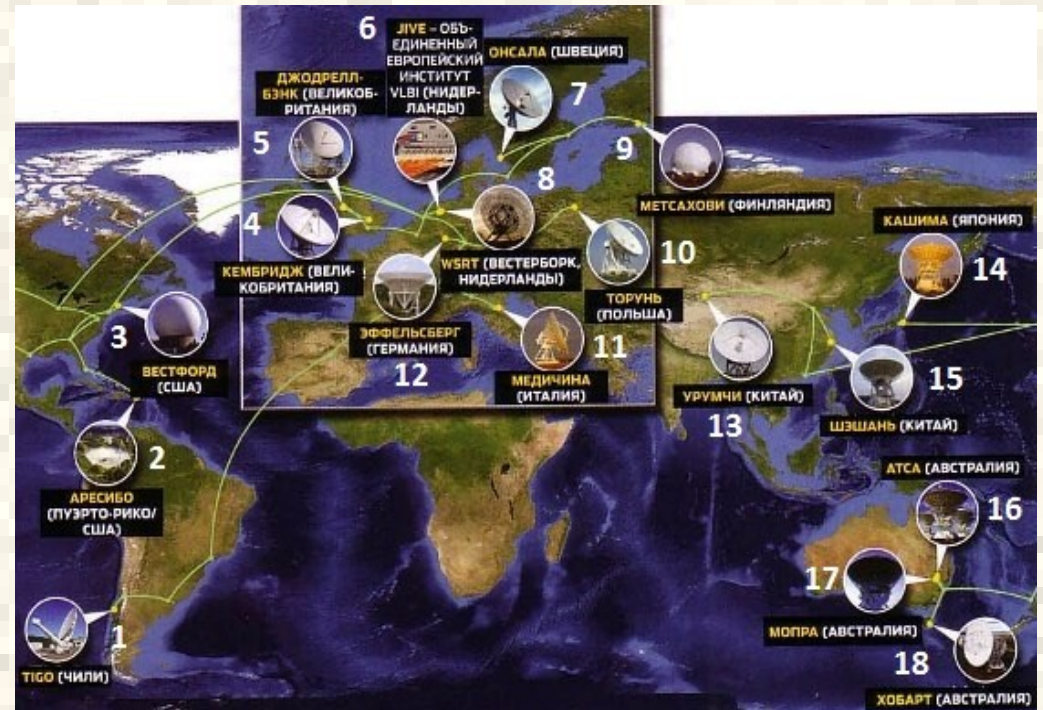 6
JIVE – ОБЪ-
ЕДИНЕННЫЙ
ЕВРОПЕЙСКИЙ
ИНСТИТУТ
VLBI (НИДЕР-
ЛАНДЫ)
ОНСАЛА (ШВЕЦИЯ)
7
ДЖОДРЕЛЛ-
БЭНК (ВЕЛИКОБ-
РИТАНИЯ)
5
9
МЕТСАХОВИ (ФИНЛЯНДИЯ)
8
WSRT (ВЕСТЕРБОРК,
НИДЕРЛАНДЫ)
4
КЕМБРИДЖ (ВЕЛИ-
КОБРИТАНИЯ)
10
ТОРУНЬ
(ПОЛЬША)
КАШИМА (ЯПОНИЯ)
14
3
ВЕСТФОРД
(США)
ЭФФЕЛЬСБЕРГ
(ГЕРМАНИЯ)
12
11
МЕДИЧИНА
(ИТАЛИЯ)
УРУМЧИ (КИТАЙ)
13
15
ШЭШАНЬ (КИТАЙ)
2
АРЕСИБО
(ПУЭРТО-РИКО/
США)
АТСА (АВСТРАЛИЯ)
16
17
МОПРА (АВСТРАЛИЯ)
1
TIGO (ЧИЛИ)
18
ХОБАРТ (АВСТРАЛИЯ)